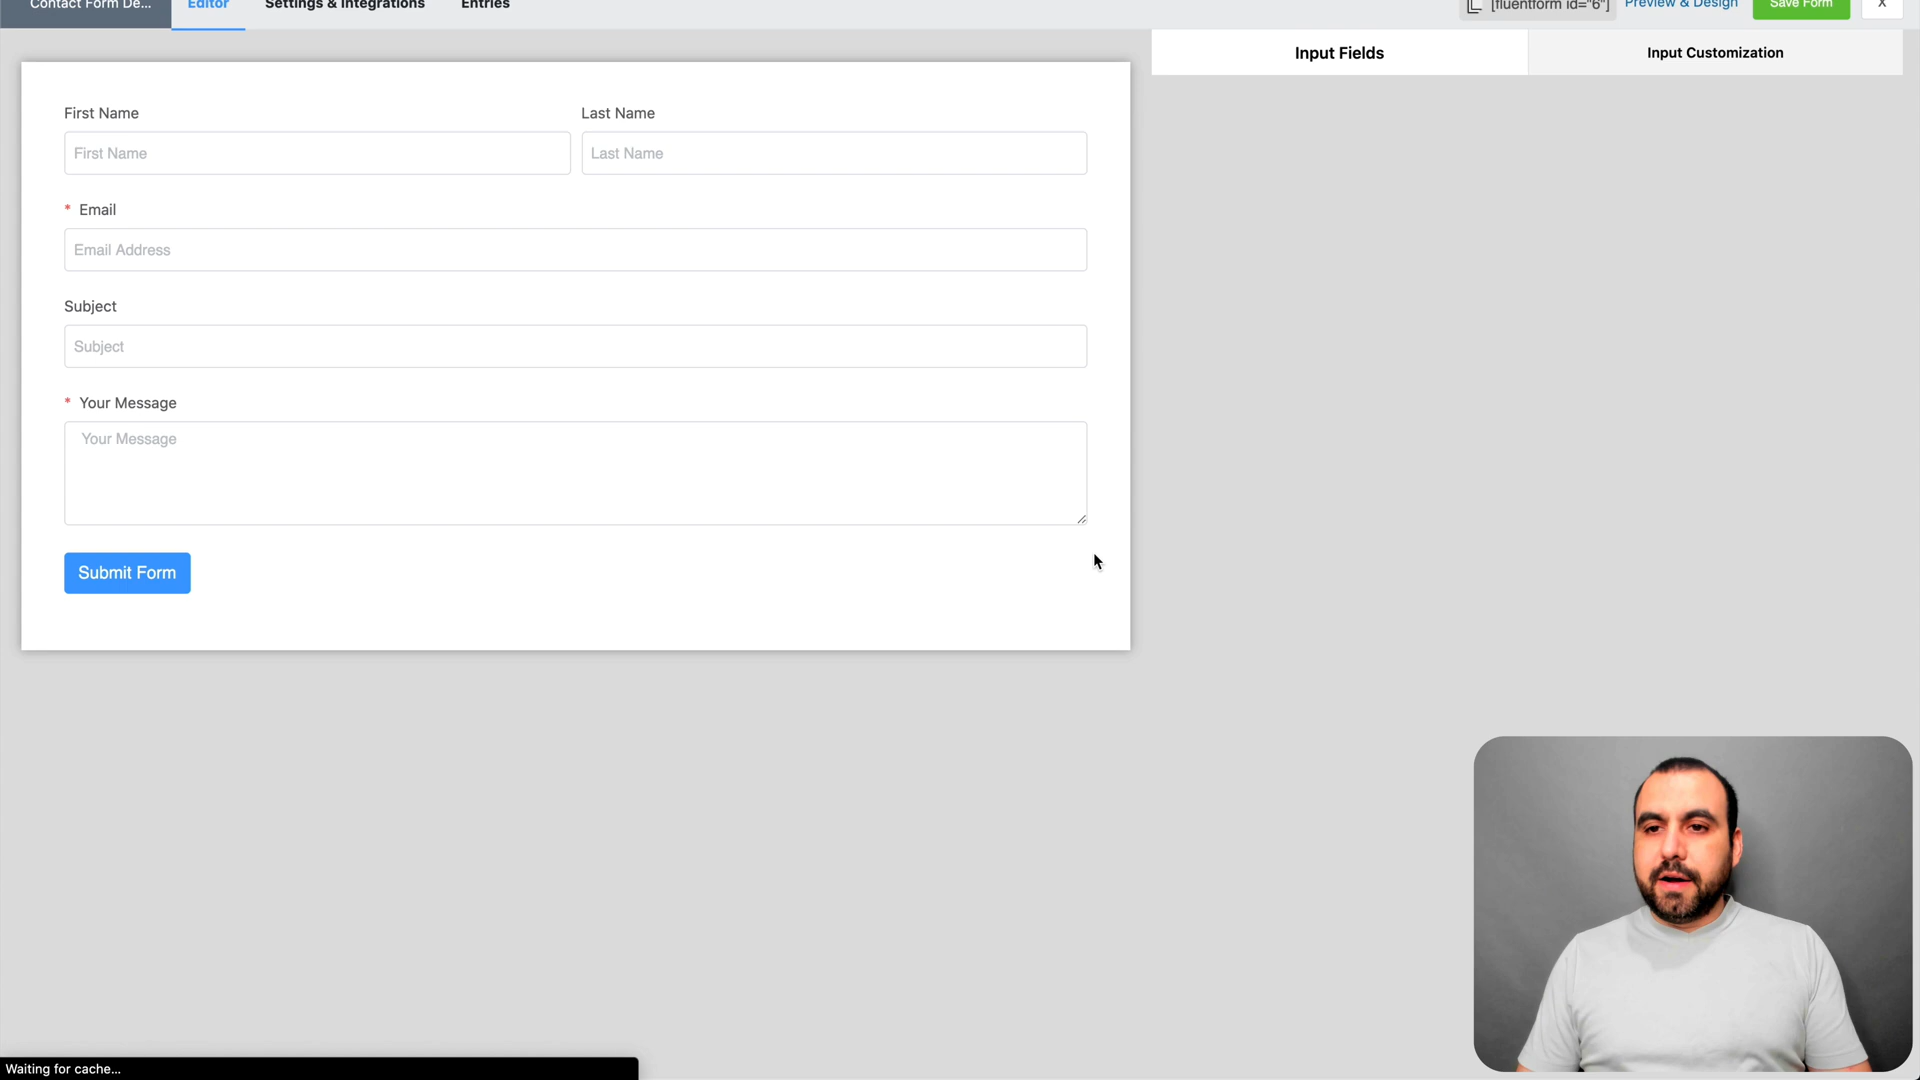 Contact Form De...
Editor
Settings & Integrations
Entries
[fluentform id="6"]
Preview & Design
Save Form
X
Input Fields
Input Customization
First Name
Last Name
First Name
Last Name
* Email
Email Address
Subject
Subject
* Your Message
Your Message
Submit Form
Waiting for cache...